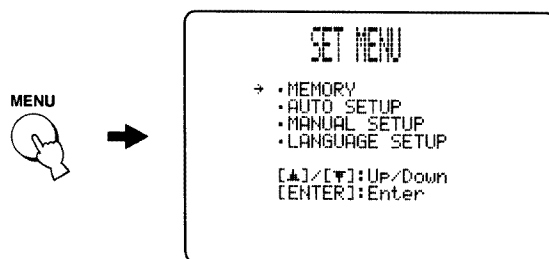 MENU
SET MENU
→ •MEMORY
•AUTO SETUP
•MANUAL SETUP
•LANGUAGE SETUP
[▲]/[▼]:Up/Down
[ENTER]:Enter